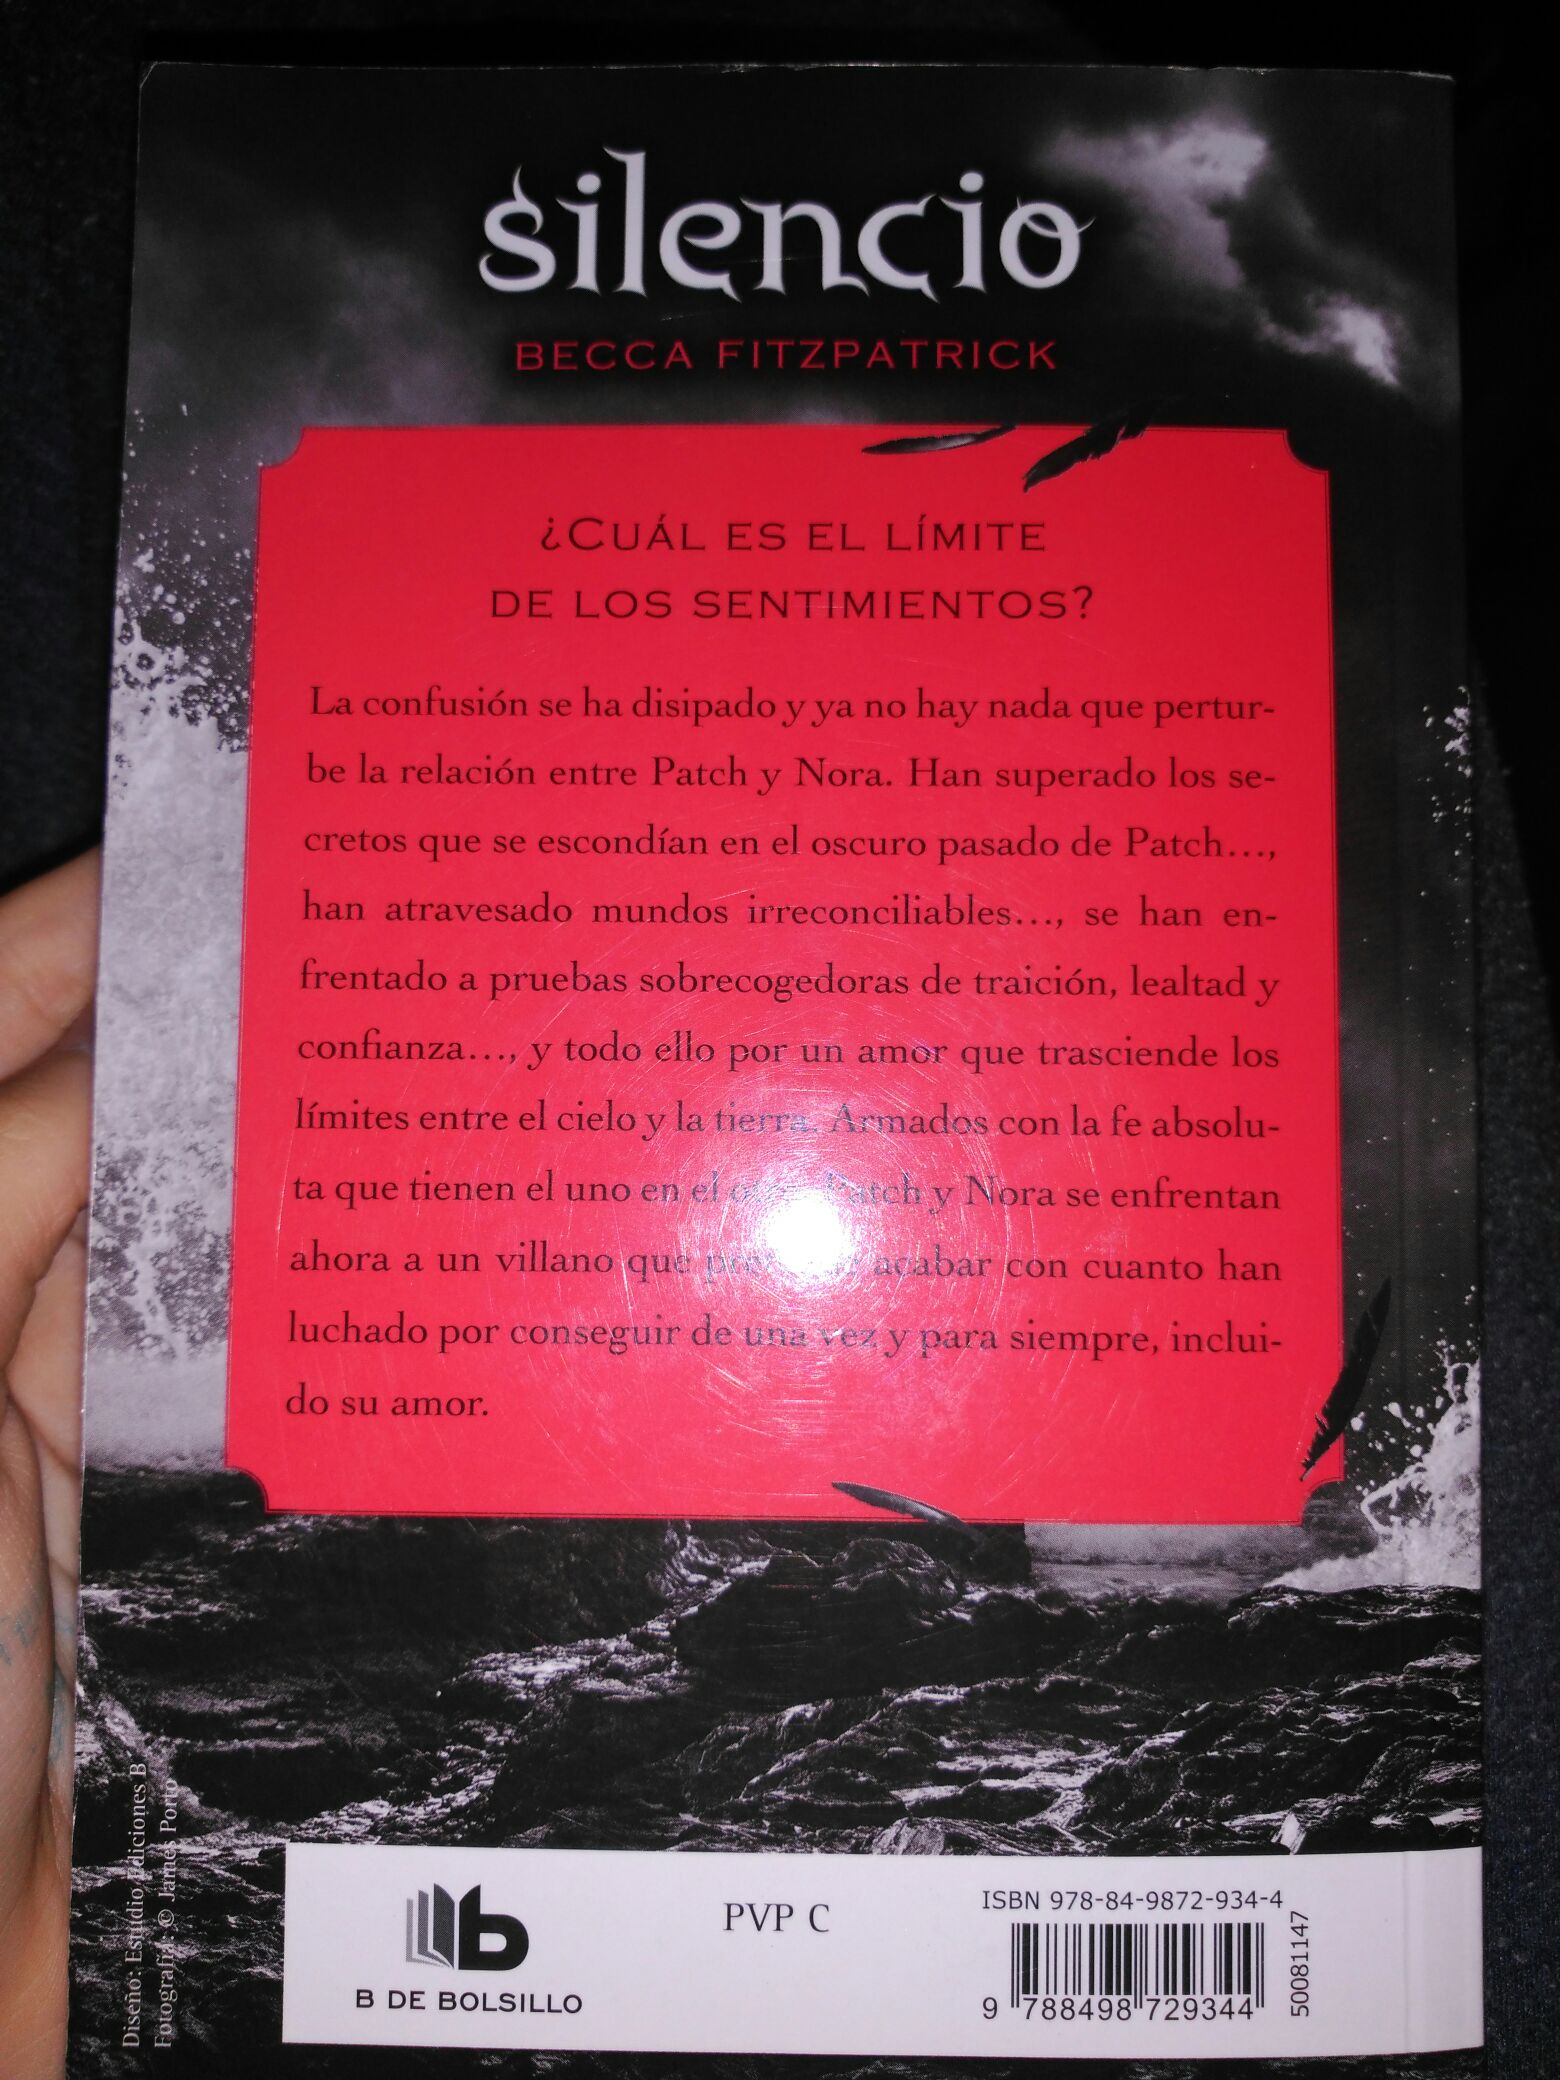 silencio
BECCA FITZPATRICK
¿CUÁL ES EL LÍMITE
DE LOS SENTIMIENTOS?
La confusión se ha disipado y ya no hay nada que pertur-
be la relación entre Patch y Nora. Han superado los se-
cretos que se escondían en el oscuro pasado de Patch...,
han atravesado mundos irreconciliables..., se han en-
frentado a pruebas sobrecogedoras de traición, lealtad y
confianza..., y todo ello por un amor que trasciende los
límites entre el cielo y la tierra. Armados con la fe absolu-
ta que tienen el uno en el Patch y Nora se enfrentan
ahora a un villano que acabar con cuanto han
luchado por conseguir de una vez y para siempre, inclui-
do su amor.
Diseño: Estudio Ediciones B
Fotografía: © James Porto
B DE BOLSILLO
PVP C
ISBN 978-84-9872-934-4
9 788498 729344
50081147